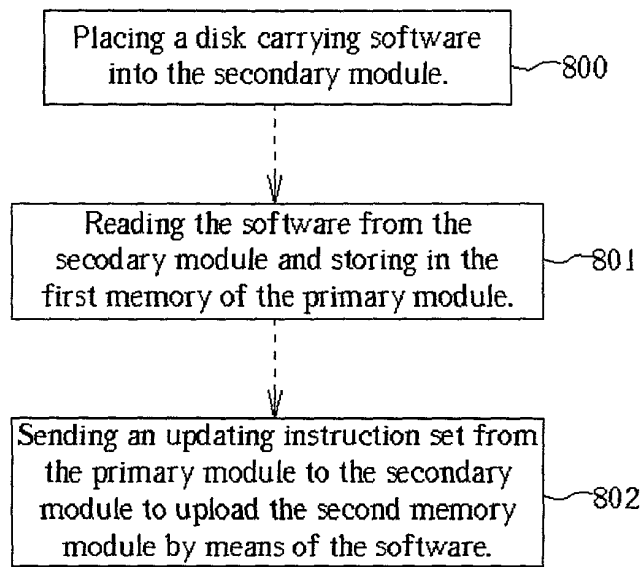 Placing a disk carrying software
into the secondary module.
800
Reading the software from the
secodary module and storing in the
first memory of the primary module.
801
Sending an updating instruction set from
the primary module to the secondary
module to upload the second memory
module by means of the software.
802